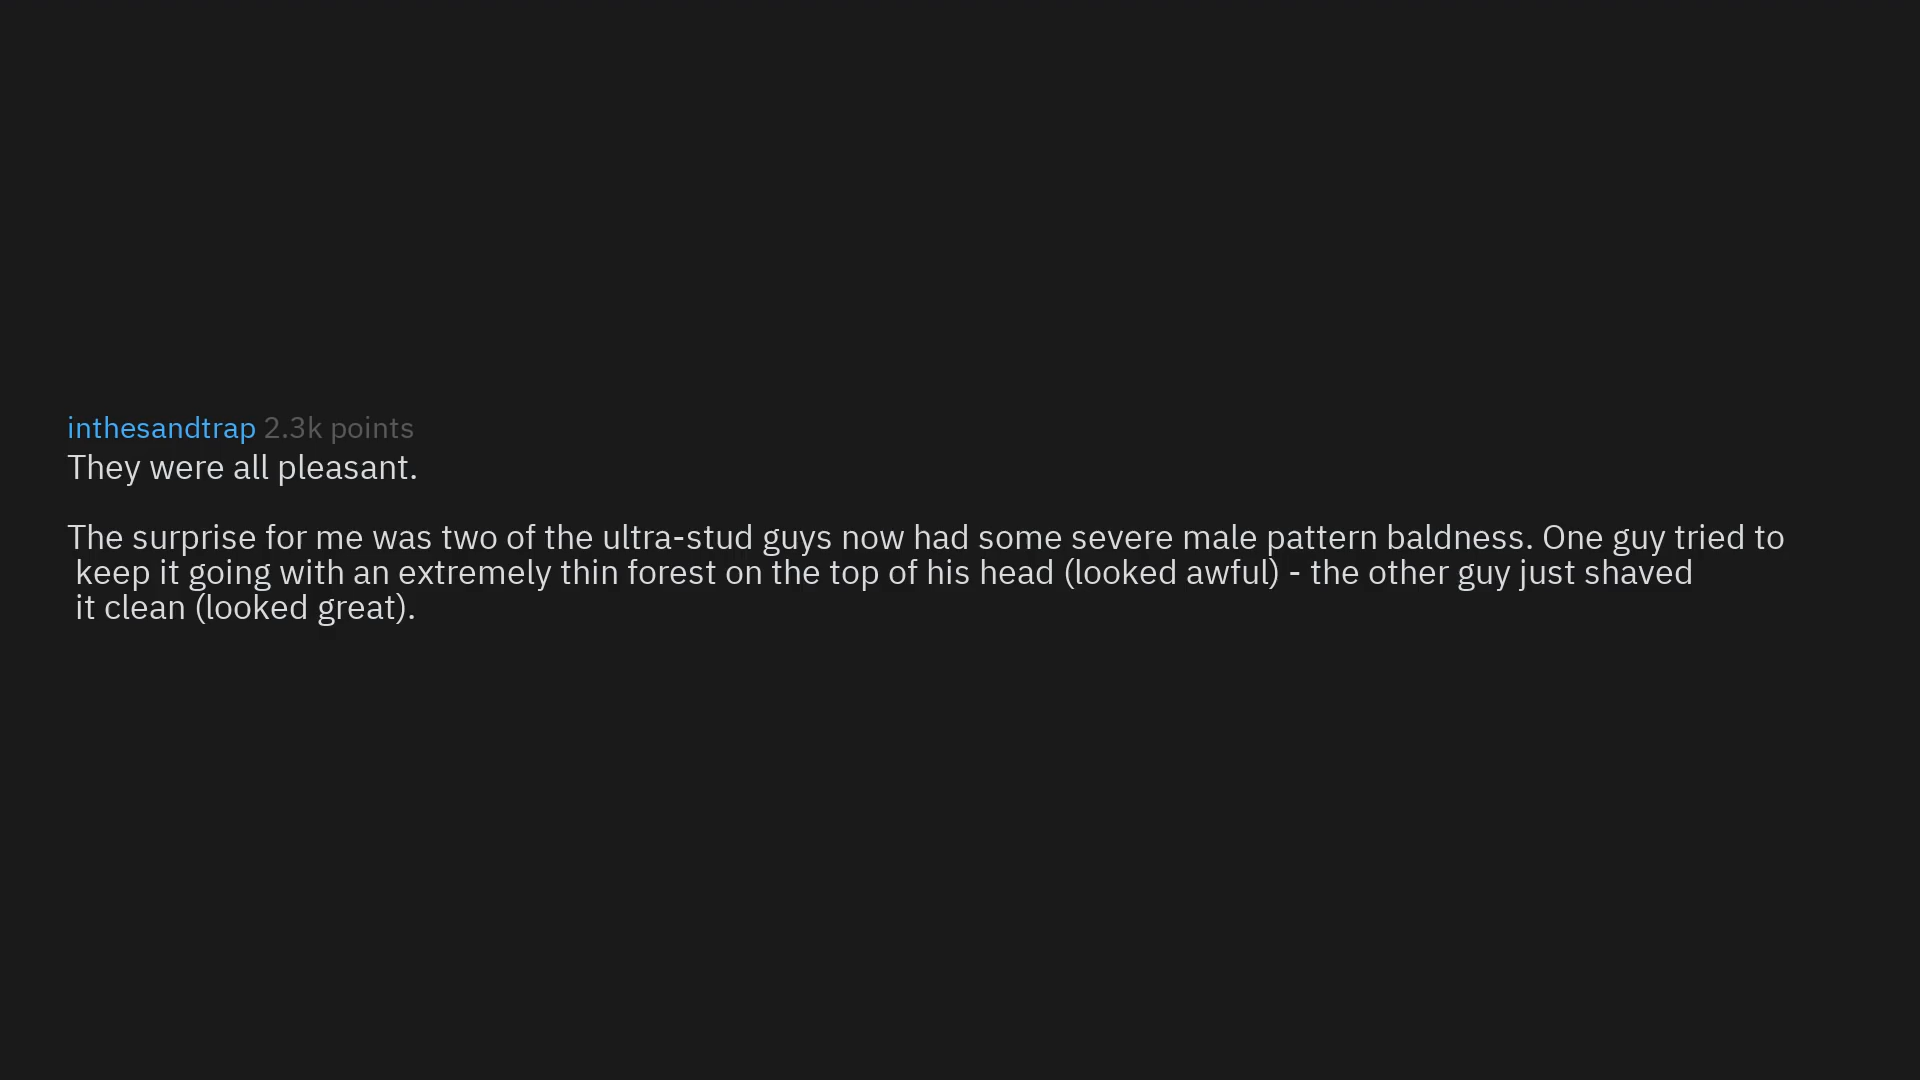 inthesandtrap 2.3k points
They were all pleasant.
The surprise for me was two of the ultra-stud guys now had some severe male pattern baldness. One guy tried to
keep it going with an extremely thin forest on the top of his head (looked awful) - the other guy just shaved
it clean (looked great).